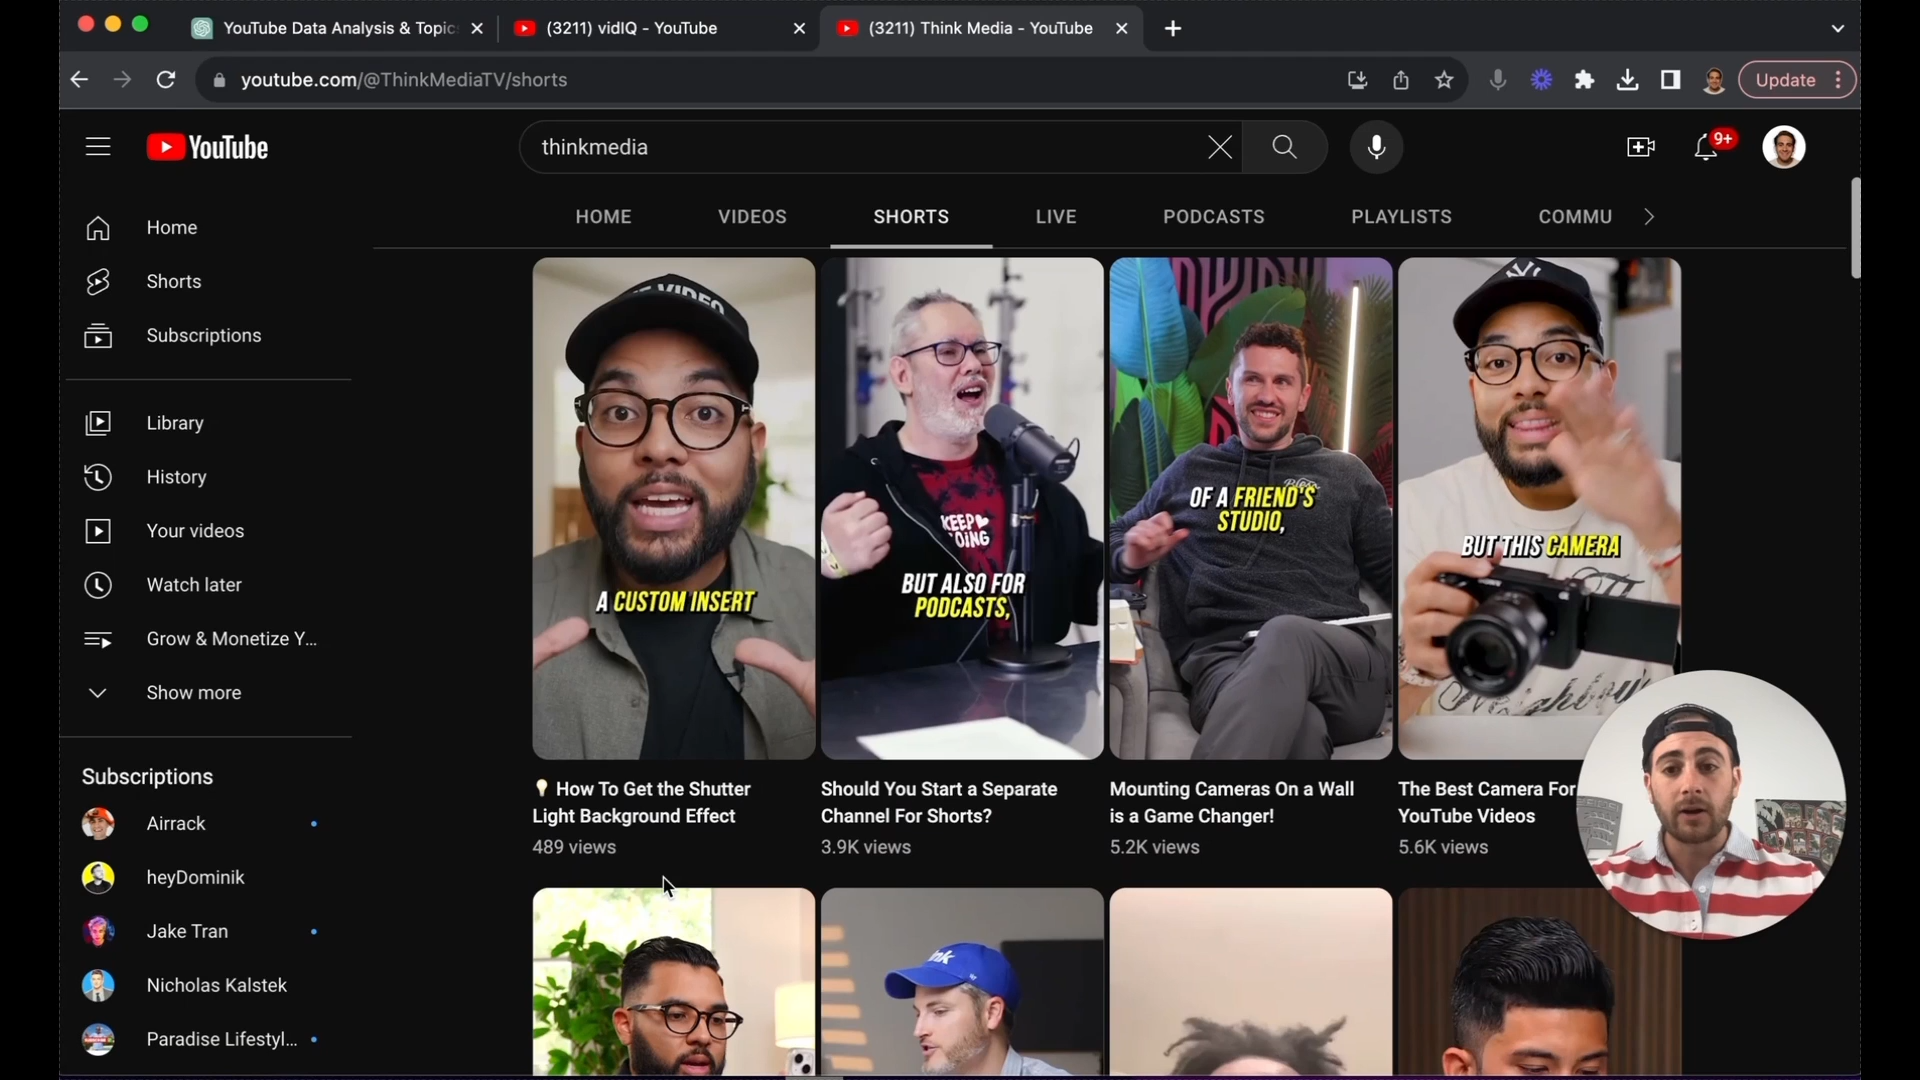 YouTube Data Analysis & Topic
(3211) vidIQ - YouTube
(3211) Think Media - YouTube
youtube.com/@ThinkMediaTV/shorts
Update
YouTube
thinkmedia
9+
HOME
VIDEOS
SHORTS
LIVE
PODCASTS
PLAYLISTS
COMMU
Home
Shorts
Subscriptions
Library
History
Your videos
Watch later
Grow & Monetize Y...
Show more
Subscriptions
Airrack
heyDominik
Jake Tran
Nicholas Kalstek
Paradise Lifestyl...
VIDEO
A CUSTOM INSERT
KEEP
GOING
BUT ALSO FOR
PODCASTS,
OF A FRIEND'S
STUDIO,
BUT THIS CAMERA
How To Get the Shutter
Light Background Effect
489 views
Should You Start a Separate
Channel For Shorts?
3.9K views
Mounting Cameras On a Wall
is a Game Changer!
5.2K views
The Best Camera For
YouTube Videos
5.6K views